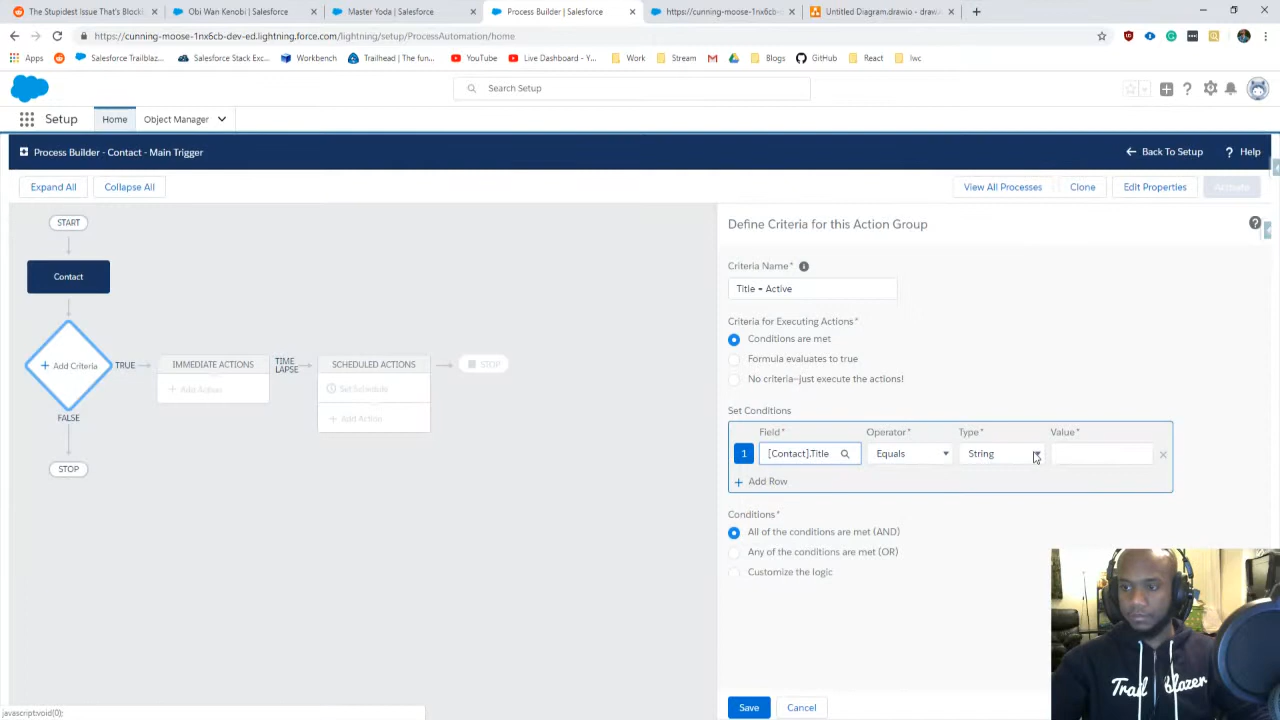 The Stupidest Issue That's Blocki
Obi Wan Kenobi | Salesforce
Master Yoda | Salesforce
Process Builder | Salesforce
https://cunning-moose-1nx6cb-
Untitled Diagram.drawio - draw.
https://cunning-moose-1nx6cb-dev-ed.lightning.force.com/lightning/setup/ProcessAutomation/home
Apps
Salesforce Trailblaz...
Salesforce Stack Exc...
Workbench
Trailhead | The fun...
YouTube
Live Dashboard - Y...
Work
Stream
Blogs
GitHub
React
lwc
Search Setup
Setup
Home
Object Manager
Process Builder - Contact - Main Trigger
Back To Setup
? Help
Expand All
Collapse All
View All Processes
Clone
Edit Properties
Activate
START
Contact
+ Add Criteria
TRUE
IMMEDIATE ACTIONS
+ Add Action
TIME
LAPSE
SCHEDULED ACTIONS
Set Schedule
+ Add Action
STOP
FALSE
STOP
Define Criteria for this Action Group
Criteria Name*
Title = Active
Criteria for Executing Actions*
Conditions are met
Formula evaluates to true
No criteria—just execute the actions!
Set Conditions
Field*
Operator*
Type*
Value*
1
[Contact].Title
Equals
String
+ Add Row
Conditions*
All of the conditions are met (AND)
Any of the conditions are met (OR)
Customize the logic
Trailblazer
Save
Cancel
javascript:void(0);